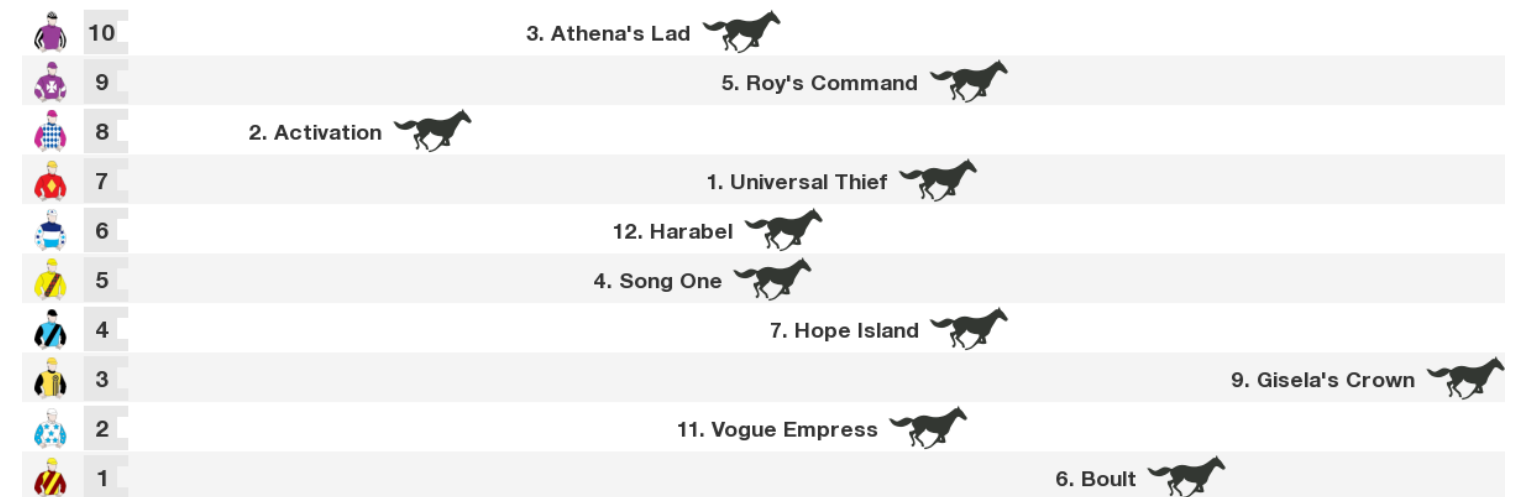 10 3. Athena's Lad
9 5. Roy's Command
8 2. Activation
7 1. Universal Thief
6 12. Harabel
5 4. Song One
4 7. Hope Island
3 9. Gisela's Crown
2 11. Vogue Empress
1 6. Boult